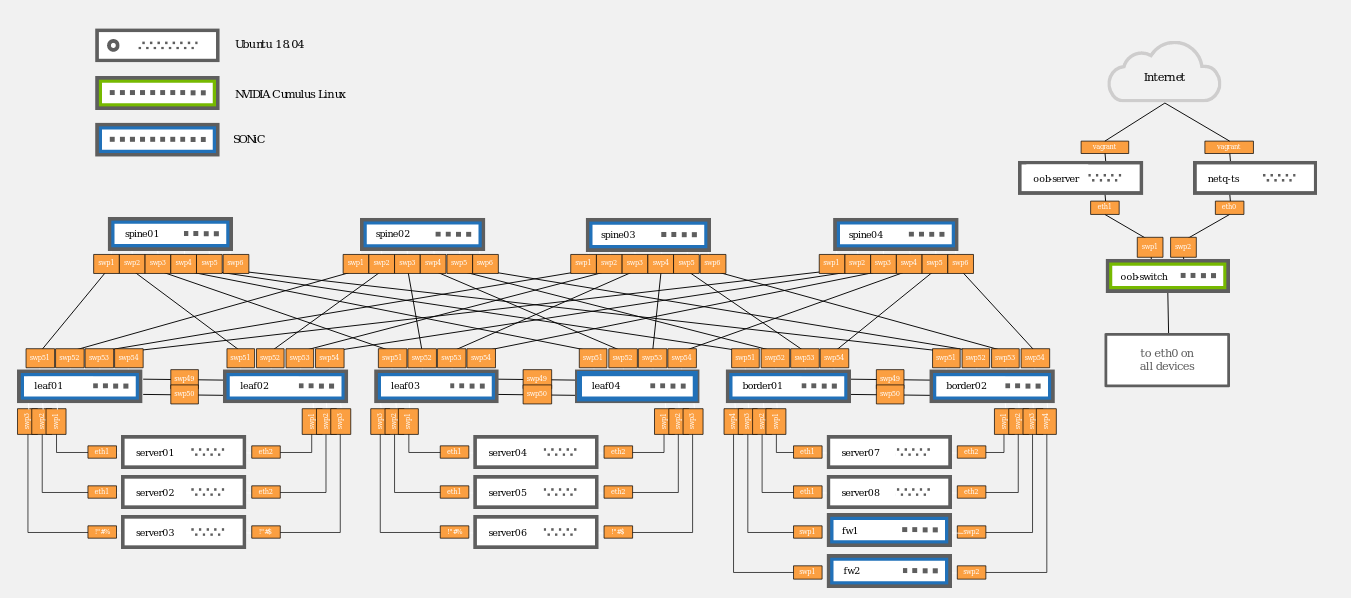 Ubuntu 18.04
NVIDIA Cumulus Linux
SONiC
Internet
vagrant vagrant
oob-server netq-ts
eth1 eth0
swp1 swp2
oob-switch
to eth0 on
all devices
spine01 spine02 spine03 spine04
swp1 swp2 swp3 swp4 swp5 swp6 swp1 swp2 swp3 swp4 swp5 swp6 swp1 swp2 swp3 swp4 swp5 swp6 swp1 swp2 swp3 swp4 swp5 swp6
swp51 swp52 swp53 swp54 swp51 swp52 swp53 swp54 swp51 swp52 swp53 swp54 swp51 swp52 swp53 swp54 swp51 swp52 swp53 swp54 swp51 swp52 swp53 swp54
swp49 swp49 swp49
leaf01 leaf02 leaf03 leaf04 border01 border02
swp50 swp50 swp50
swp3 swp2 swp1 swp1 swp2 swp3 swp3 swp2 swp1 swp1 swp2 swp3 swp4 swp3 swp2 swp1 swp1 swp2 swp3 swp4
eth1 server01 eth2 eth1 server04 eth2 eth1 server07 eth2
eth1 server02 eth2 eth1 server05 eth2 eth1 server08 eth2
!"#% server03 !"#$ !"#% server06 !"#$ swp1 fw1 swp2
swp1 fw2 swp2